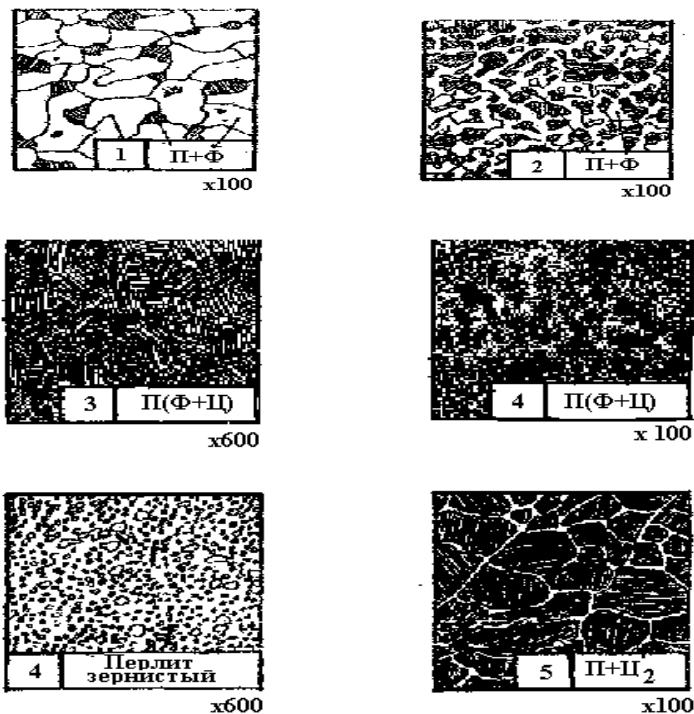 1 П+Ф
х100
2 П+Ф
х100
3 П(Ф+Ц)
х600
4 П(Ф+Ц)
х 100
4 Перлит
зернистый
х600
5 П+Ц2
х100